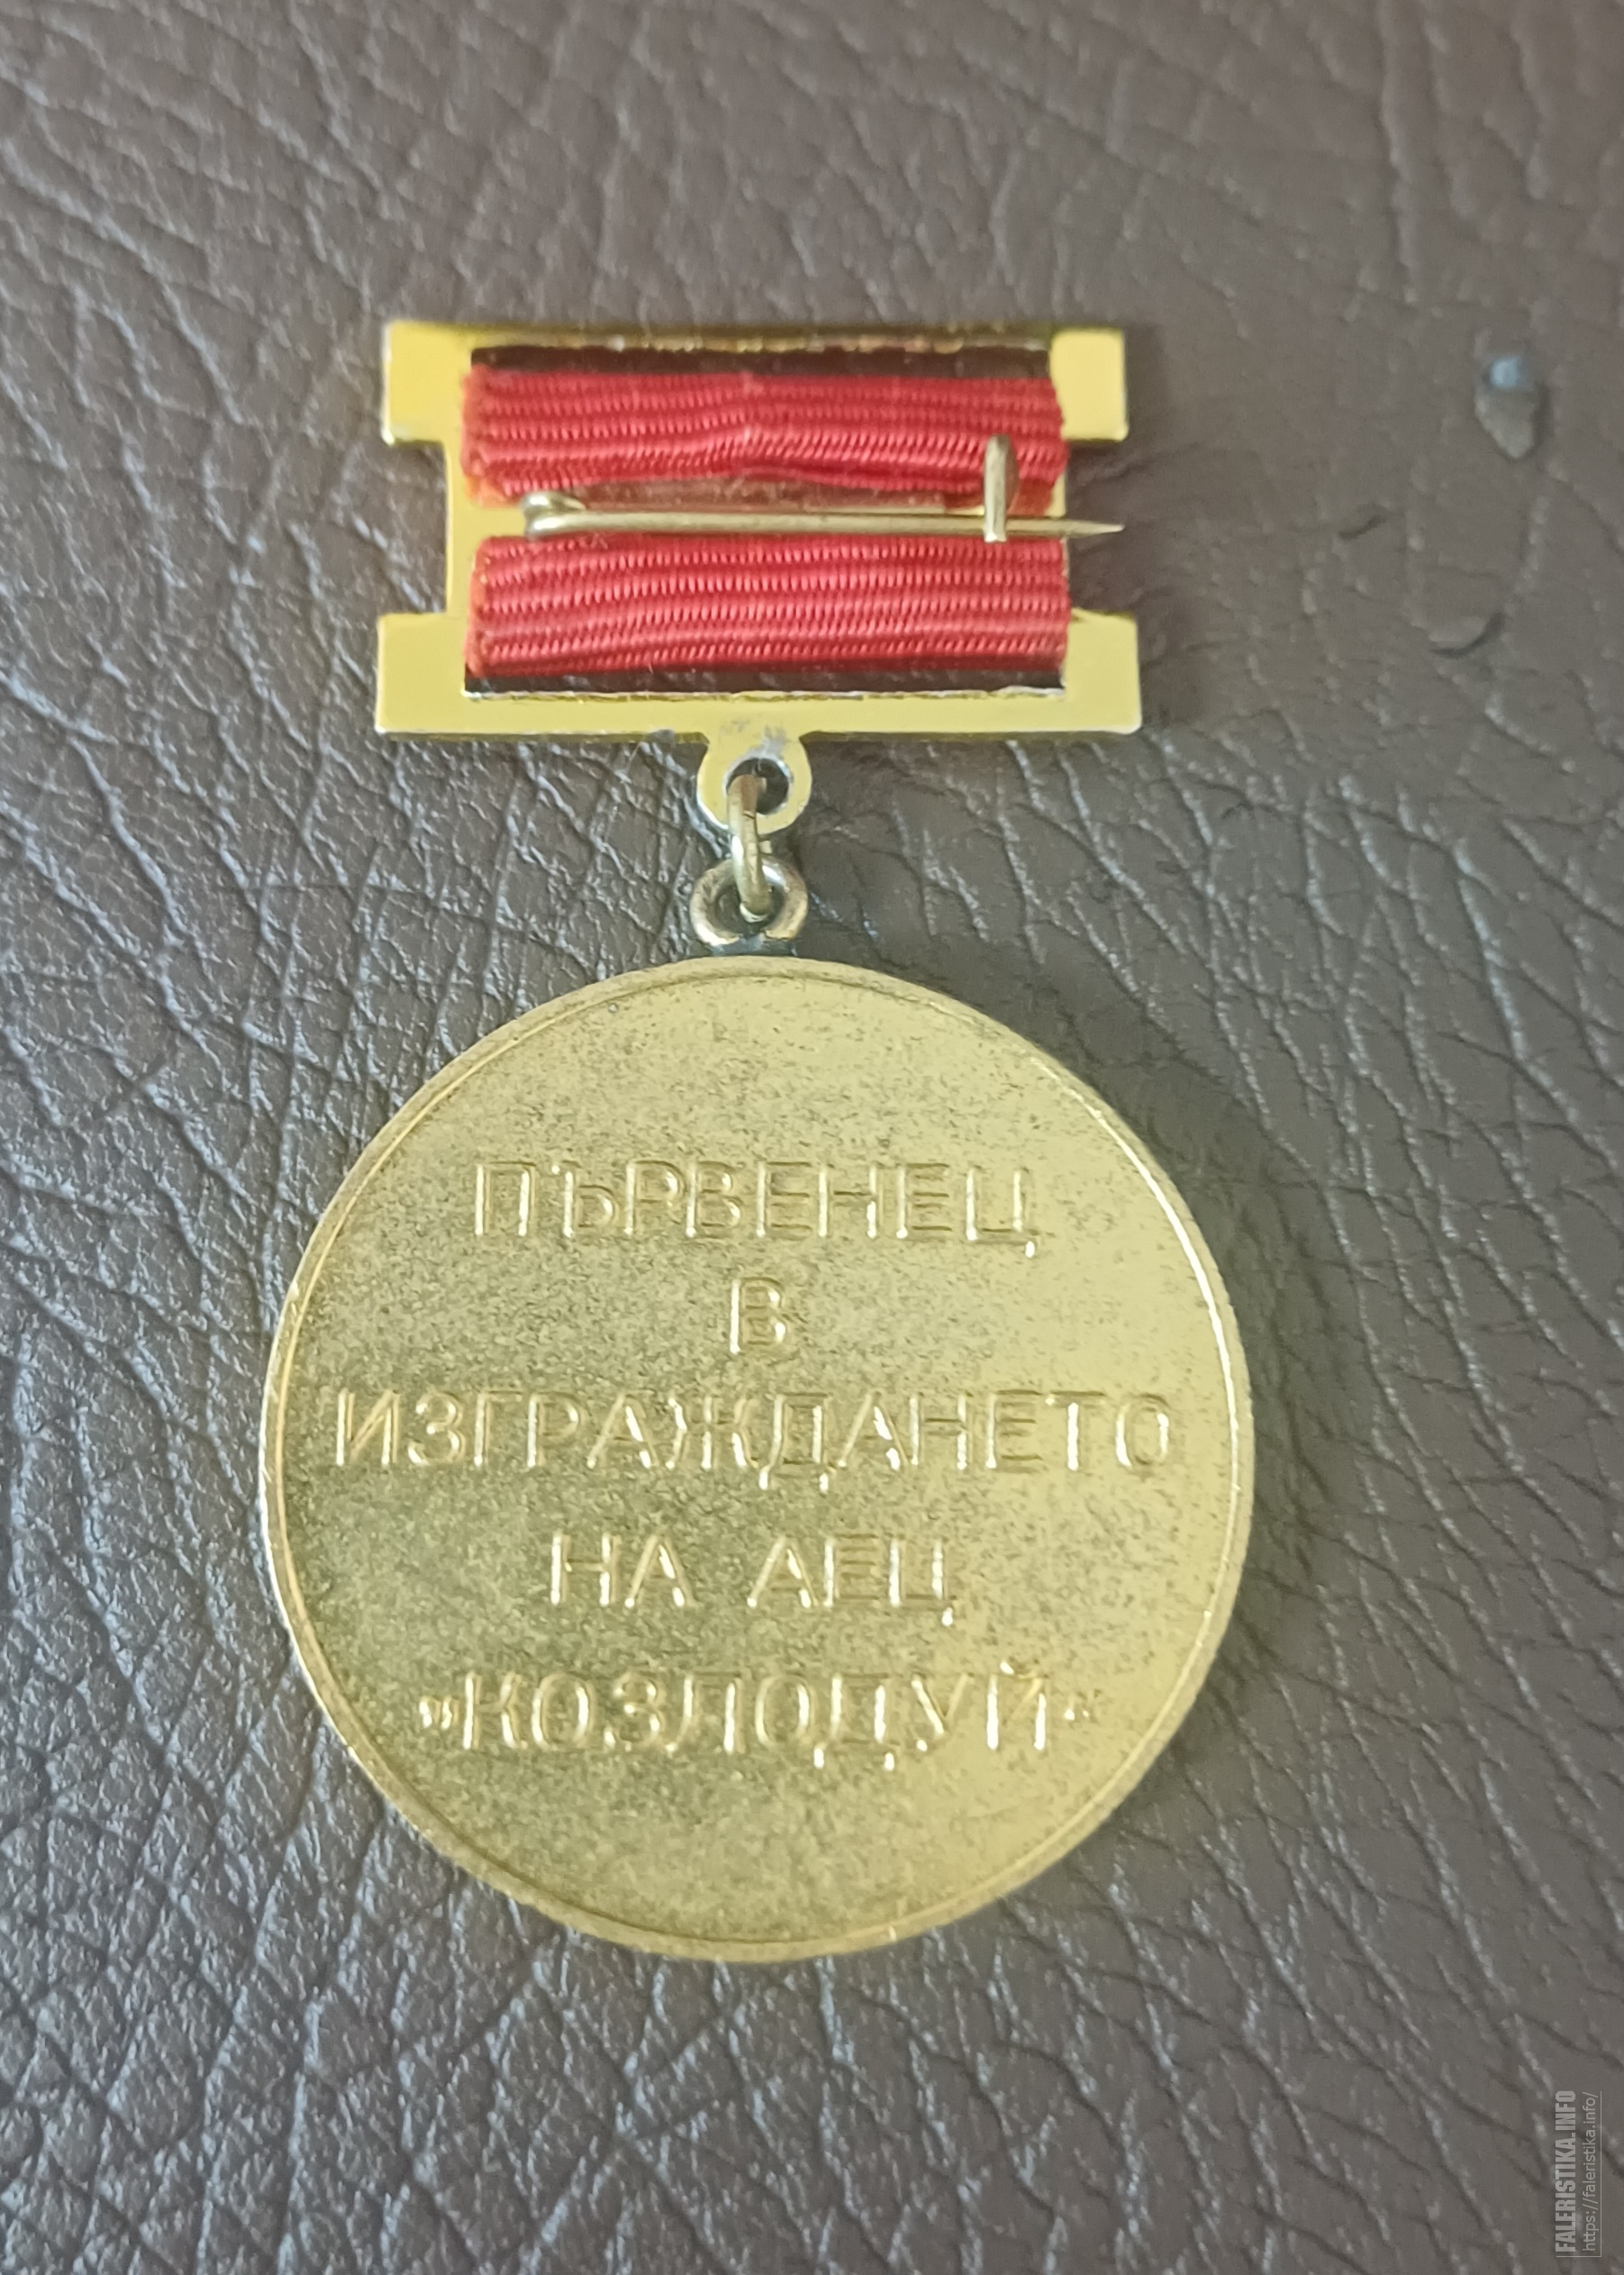 ПЪРВЕНЕЦ
В
ИЗГРАЖДАНЕТО
НА АЕЦ
„КОЗЛОДУЙ“
FALERISTIKA.INFO
https://faleristika.info/